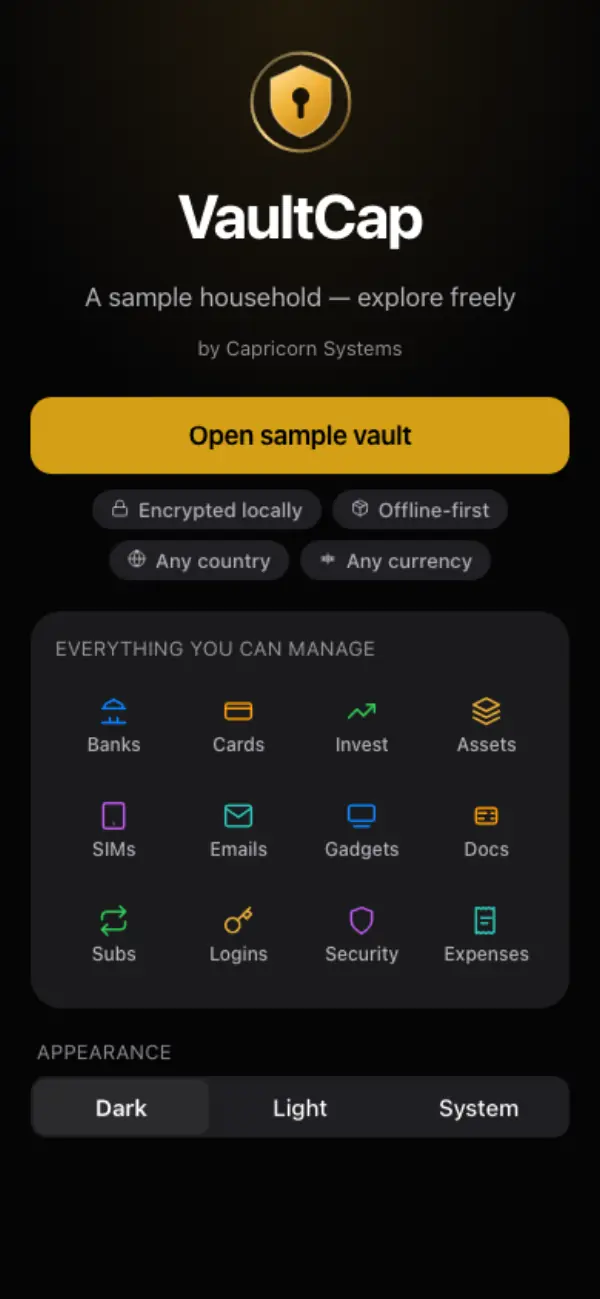 VaultCap
A sample household — explore freely
by Capricorn Systems
Open sample vault
Encrypted locally
Offline-first
Any country
Any currency
EVERYTHING YOU CAN MANAGE
Banks
Cards
Invest
Assets
SIMs
Emails
Gadgets
Docs
Subs
Logins
Security
Expenses
APPEARANCE
Dark
Light
System